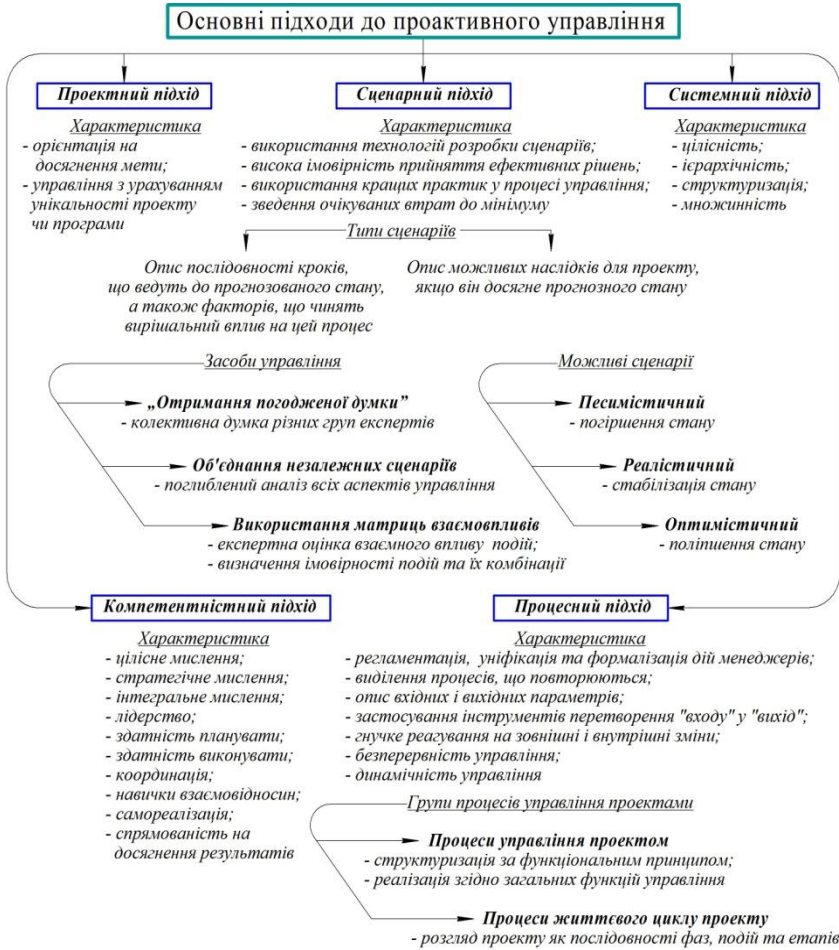 Основні підходи до проактивного управління
Проектний підхід
Характеристика
- орієнтація на
досягнення мети;
- управління з урахуванням
унікальності проекту
чи програми
Сценарний підхід
Характеристика
- використання технологій розробки сценаріїв;
- висока імовірність прийняття ефективних рішень;
- використання кращих практик у процесі управління;
- зведення очікуваних втрат до мінімуму
Системний підхід
Характеристика
- цілісність;
- ієрархічність;
- структуризація;
- множинність
Типи сценаріїв
Опис послідовності кроків,
що ведуть до прогнозованого стану,
а також факторів, що чинять
вирішальний вплив на цей процес
Опис можливих наслідків для проекту,
якщо він досягне прогнозного стану
Засоби управління
„Отримання погодженої думки”
- колективна думка різних груп експертів
Об'єднання незалежних сценаріїв
- поглиблений аналіз всіх аспектів управління
Використання матриць взаємовпливів
- експертна оцінка взаємного впливу подій;
- визначення імовірності подій та їх комбінації
Можливі сценарії
Песимістичний
- погіршення стану
Реалістичний
- стабілізація стану
Оптимістичний
- поліпшення стану
Компетентністний підхід
Характеристика
- цілісне мислення;
- стратегічне мислення;
- інтегральне мислення;
- лідерство;
- здатність планувати;
- здатність виконувати;
- координація;
- навички взаємовідносин;
- самореалізація;
- спрямованість на
досягнення результатів
Процесний підхід
Характеристика
- регламентація, уніфікація та формалізація дій менеджерів;
- виділення процесів, що повторюються;
- опис вхідних і вихідних параметрів;
- застосування інструментів перетворення "входу" у "вихід";
- гнучке реагування на зовнішні і внутрішні зміни;
- безперервність управління;
- динамічність управління
Групи процесів управління проектами
Процеси управління проектом
- структуризація за функціональним принципом;
- реалізація згідно загальних функцій управління
Процеси життєвого циклу проекту
- розгляд проекту як послідовності фаз, подій та етапів